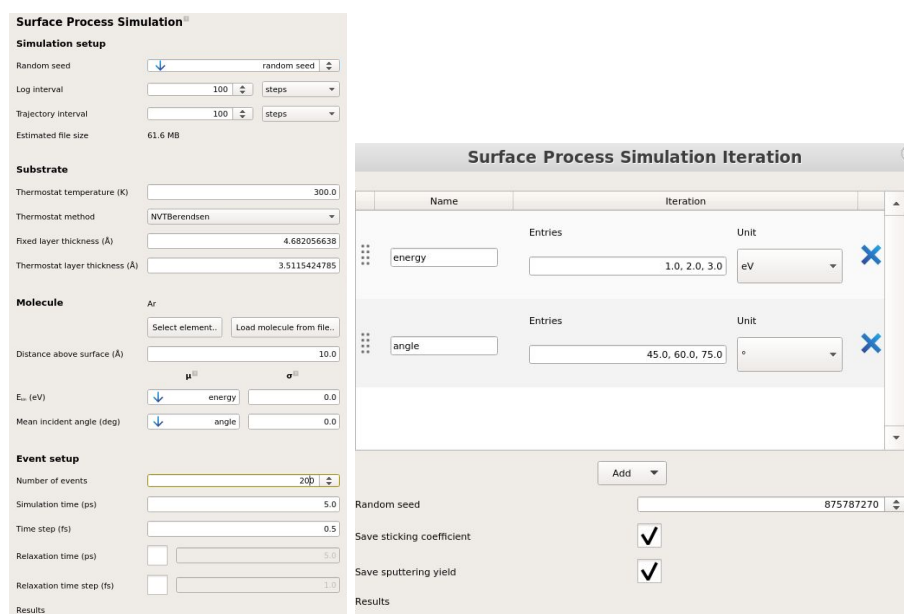 Surface Process Simulation
Simulation setup
Random seed random seed
Log interval 100 steps
Trajectory interval 100 steps
Estimated file size 61.6 MB
Substrate
Thermostat temperature (K) 300.0
Thermostat method NVTBerendsen
Fixed layer thickness (Å) 4.682056638
Thermostat layer thickness (Å) 3.5115424785
Molecule Ar
Select element.. Load molecule from file..
Distance above surface (Å) 10.0
μ σ
(eV) energy 0.0
Mean incident angle (deg) angle 0.0
Event setup
Number of events 200
Simulation time (ps) 5.0
Time step (fs) 0.5
Relaxation time (ps) 5.0
Relaxation time step (fs) 1.0
Results
Surface Process Simulation Iteration
Name Iteration
Entries Unit
energy 1.0, 2.0, 3.0 eV
Entries Unit
angle 45.0, 60.0, 75.0 °
Add
Random seed 875787270
Save sticking coefficient
Save sputtering yield
Results